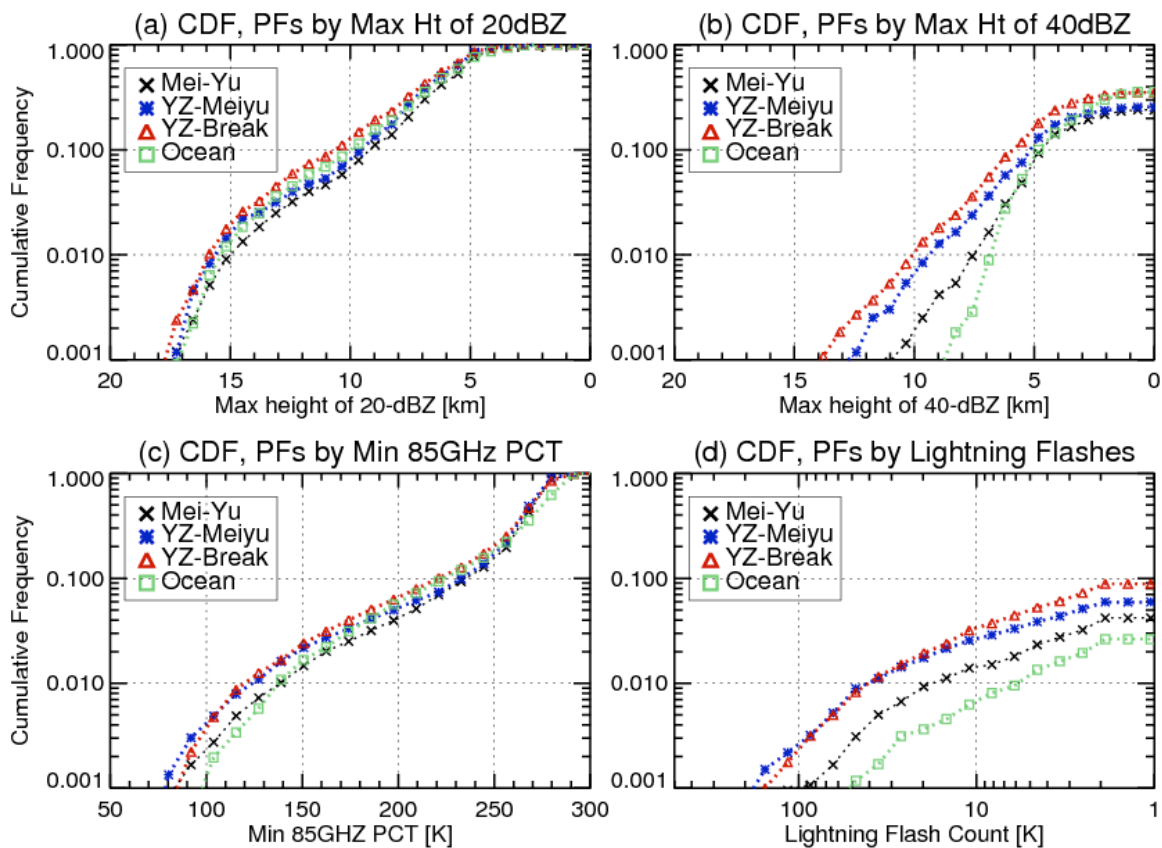 (a) CDF, PFs by Max Ht of 20dBZ
Cumulative Frequency
1.000
0.100
0.010
0.001
Mei-Yu
YZ-Meiyu
YZ-Break
Ocean
20 15 10 5 0
Max height of 20-dBZ [km]
(b) CDF, PFs by Max Ht of 40dBZ
1.000
0.100
0.010
0.001
Mei-Yu
YZ-Meiyu
YZ-Break
Ocean
20 15 10 5 0
Max height of 40-dBZ [km]
(c) CDF, PFs by Min 85GHz PCT
Cumulative Frequency
1.000
0.100
0.010
0.001
Mei-Yu
YZ-Meiyu
YZ-Break
Ocean
50 100 150 200 250 300
Min 85GHZ PCT [K]
(d) CDF, PFs by Lightning Flashes
1.000
0.100
0.010
0.001
Mei-Yu
YZ-Meiyu
YZ-Break
Ocean
100 10 1
Lightning Flash Count [K]